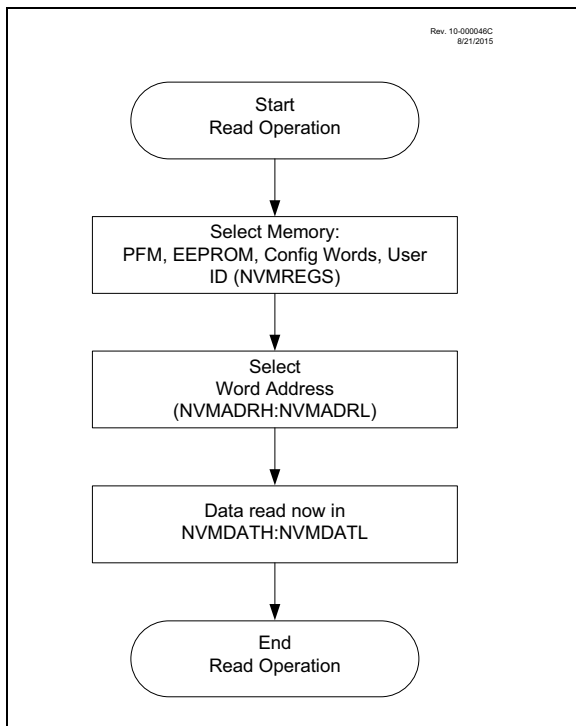 Rev. 10-000046C
8/21/2015
Start
Read Operation
Select Memory:
PFM, EEPROM, Config Words, User
ID (NVMREGS)
Select
Word Address
(NVMADRH:NVMADRL)
Data read now in
NVMDATH:NVMDATL
End
Read Operation